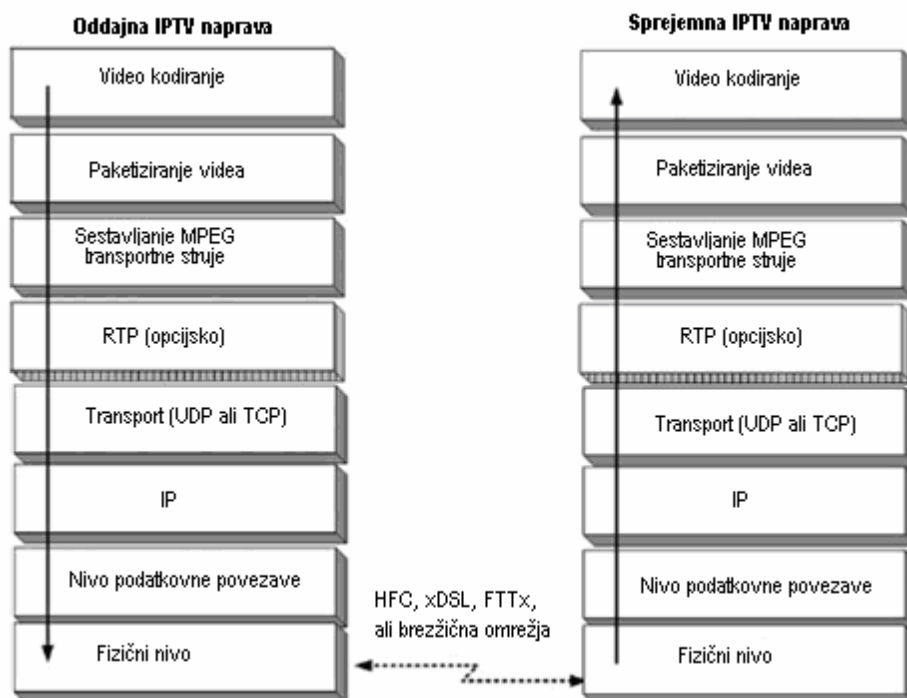 Oddajna IPTV naprava
Video kodiranje
Paketiziranje videa
Sestavljanje MPEG
transportne struje
RTP (opcijsko)
Transport (UDP ali TCP)
IP
Nivo podatkovne povezave
Fizični nivo
HFC, xDSL, FTTx,
ali brezžična omrežja
Sprejemna IPTV naprava
Video kodiranje
Paketiziranje videa
Sestavljanje MPEG
transportne struje
RTP (opcijsko)
Transport (UDP ali TCP)
IP
Nivo podatkovne povezave
Fizični nivo